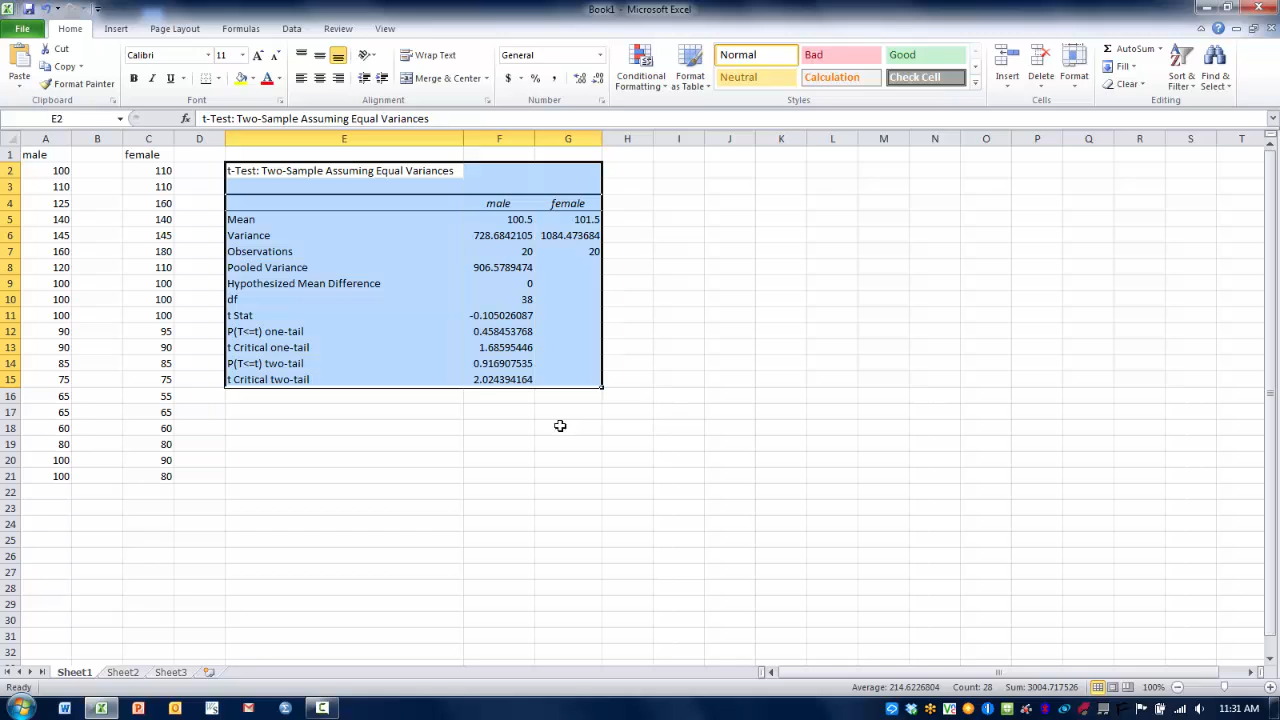 Book1 - Microsoft Excel
File Home Insert Page Layout Formulas Data Review View
Cut
Copy
Format Painter
Paste
Calibri 11
B I U
Wrap Text
Merge & Center
General
$ % ,
Conditional Formatting
Format as Table
Normal Bad Good
Neutral Calculation Check Cell
Insert Delete Format
AutoSum
Fill
Clear
Sort & Filter
Find & Select
Clipboard Font Alignment Number Styles Cells Editing
E2 fx t-Test: Two-Sample Assuming Equal Variances
A B C D E F G H I J K L M N O P Q R S T
1 male female
2 100 110 t-Test: Two-Sample Assuming Equal Variances
3 110 110
4 125 160 male female
5 140 140 Mean 100.5 101.5
6 145 145 Variance 728.6842105 1084.473684
7 160 180 Observations 20 20
8 120 110 Pooled Variance 906.5789474
9 100 100 Hypothesized Mean Difference 0
10 100 100 df 38
11 100 100 t Stat -0.105026087
12 90 95 P(T<=t) one-tail 0.458453768
13 90 90 t Critical one-tail 1.68595446
14 85 85 P(T<=t) two-tail 0.916907535
15 75 75 t Critical two-tail 2.024394164
16 65 55
17 65 65
18 60 60
19 80 80
20 100 90
21 100 80
22
23
24
25
26
27
28
29
30
31
32
Sheet1 Sheet2 Sheet3
Ready Average: 214.6226804 Count: 28 Sum: 3004.717526 100%
11:31 AM